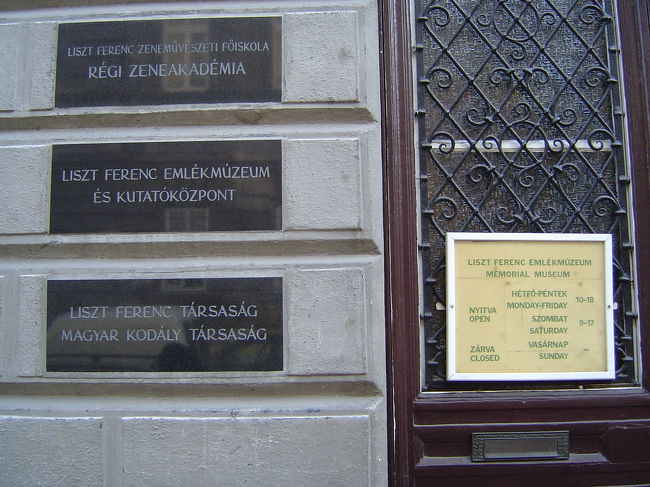 LISZT FERENC ZENEMŰVÉSZETI FŐISKOLA
RÉGI ZENEAKADÉMIA
LISZT FERENC EMLÉKMÚZEUM
ÉS KUTATÓKÖZPONT
LISZT FERENC TÁRSASÁG
MAGYAR KODÁLY TÁRSASÁG
LISZT FERENC EMLÉKMÚZEUM
MEMORIAL MUSEUM
NYITVA
OPEN
HÉTFŐ-PÉNTEK
MONDAY-FRIDAY
10-18
SZOMBAT
SATURDAY
9-17
ZÁRVA
CLOSED
VASÁRNAP
SUNDAY